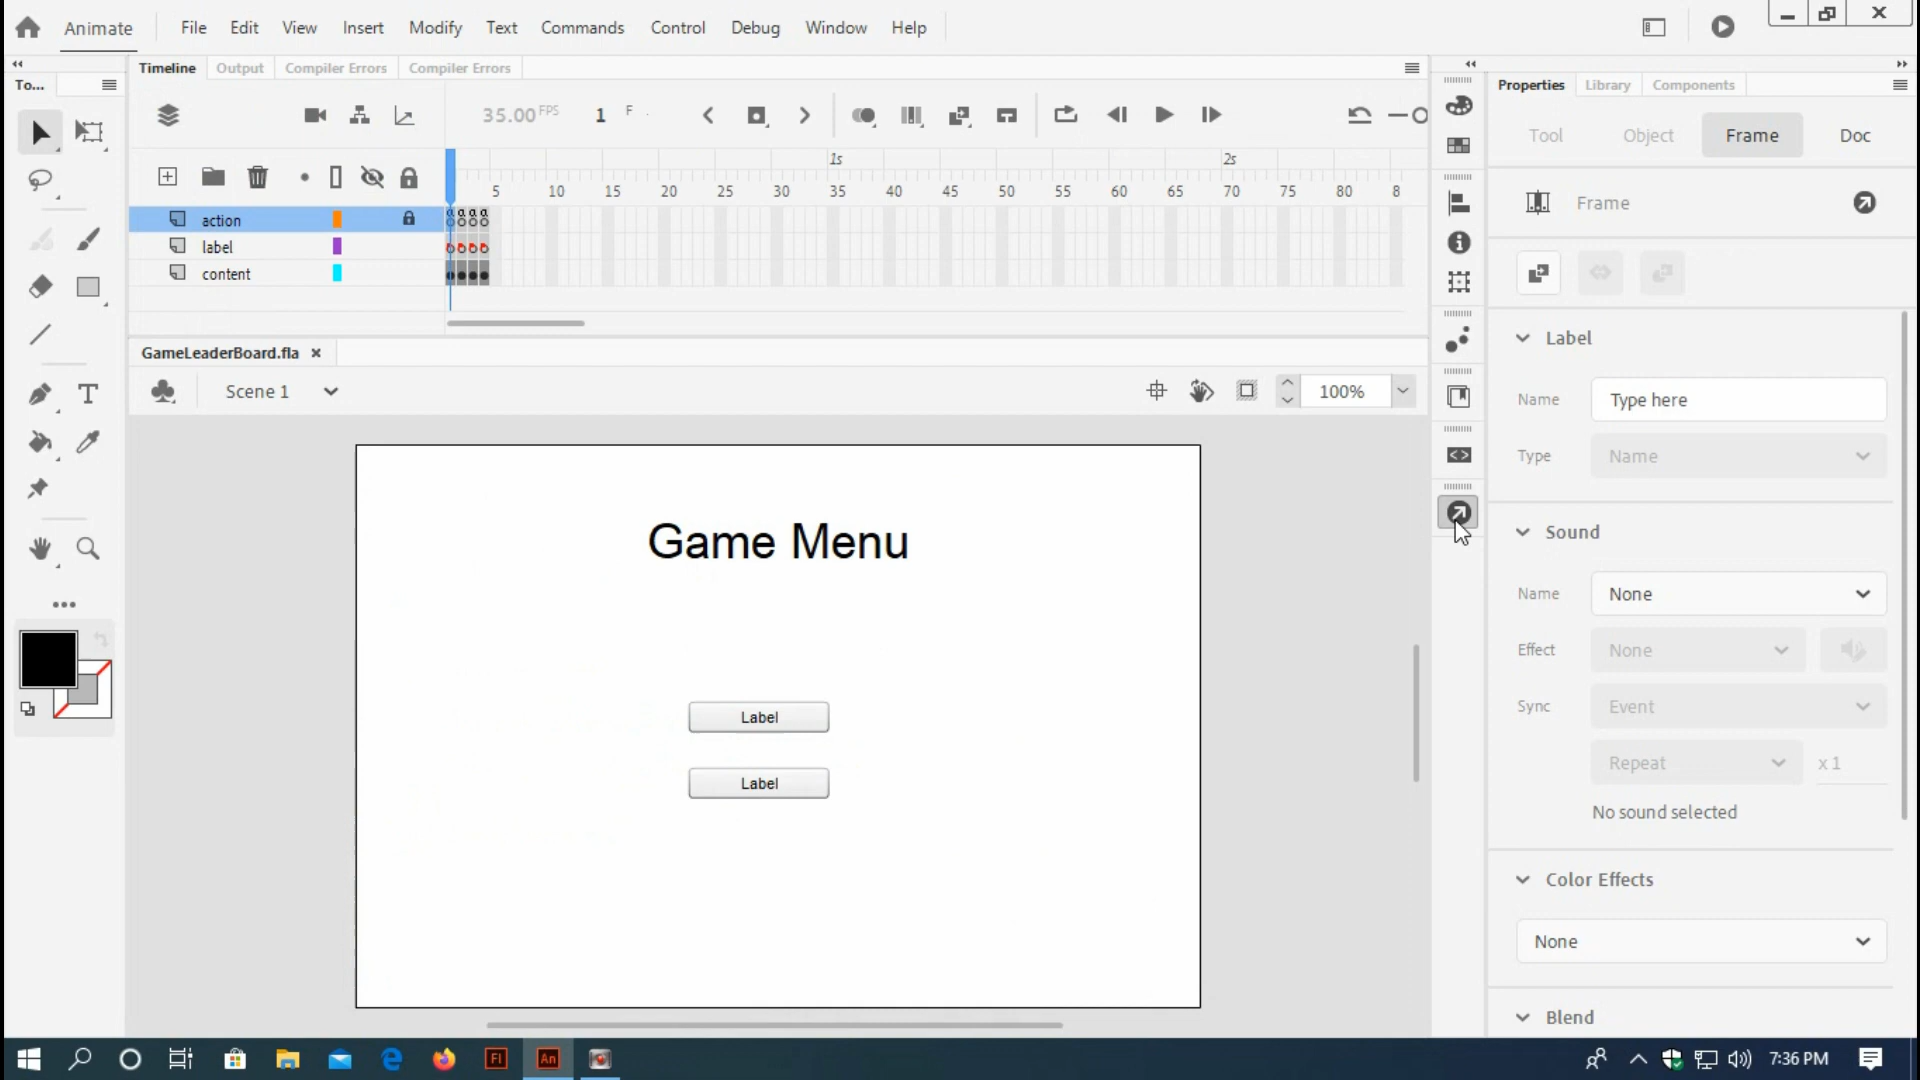 Animate File Edit View Insert Modify Text Commands Control Debug Window Help
Timeline Output Compiler Errors Compiler Errors
To...
Properties Library Components
35.00 FPS 1 F
Tool Object Frame Doc
1s 2s
5 10 15 20 25 30 35 40 45 50 55 60 65 70 75 80 8
action
label
content
Frame
GameLeaderBoard.fla
Scene 1
100%
Game Menu
Label
Label
Label
Name Type here
Type Name
Sound
Name None
Effect None
Sync Event
Repeat x 1
No sound selected
Color Effects
None
Blend
Fl An
7:36 PM